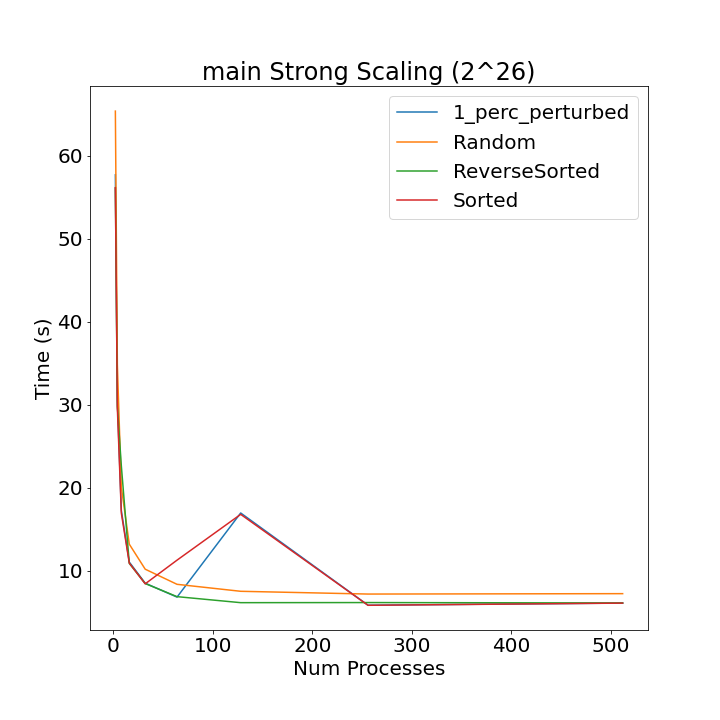 main Strong Scaling (2^26)
1_perc_perturbed
Random
ReverseSorted
Sorted
Time (s)
60
50
40
30
20
10
0 100 200 300 400 500
Num Processes